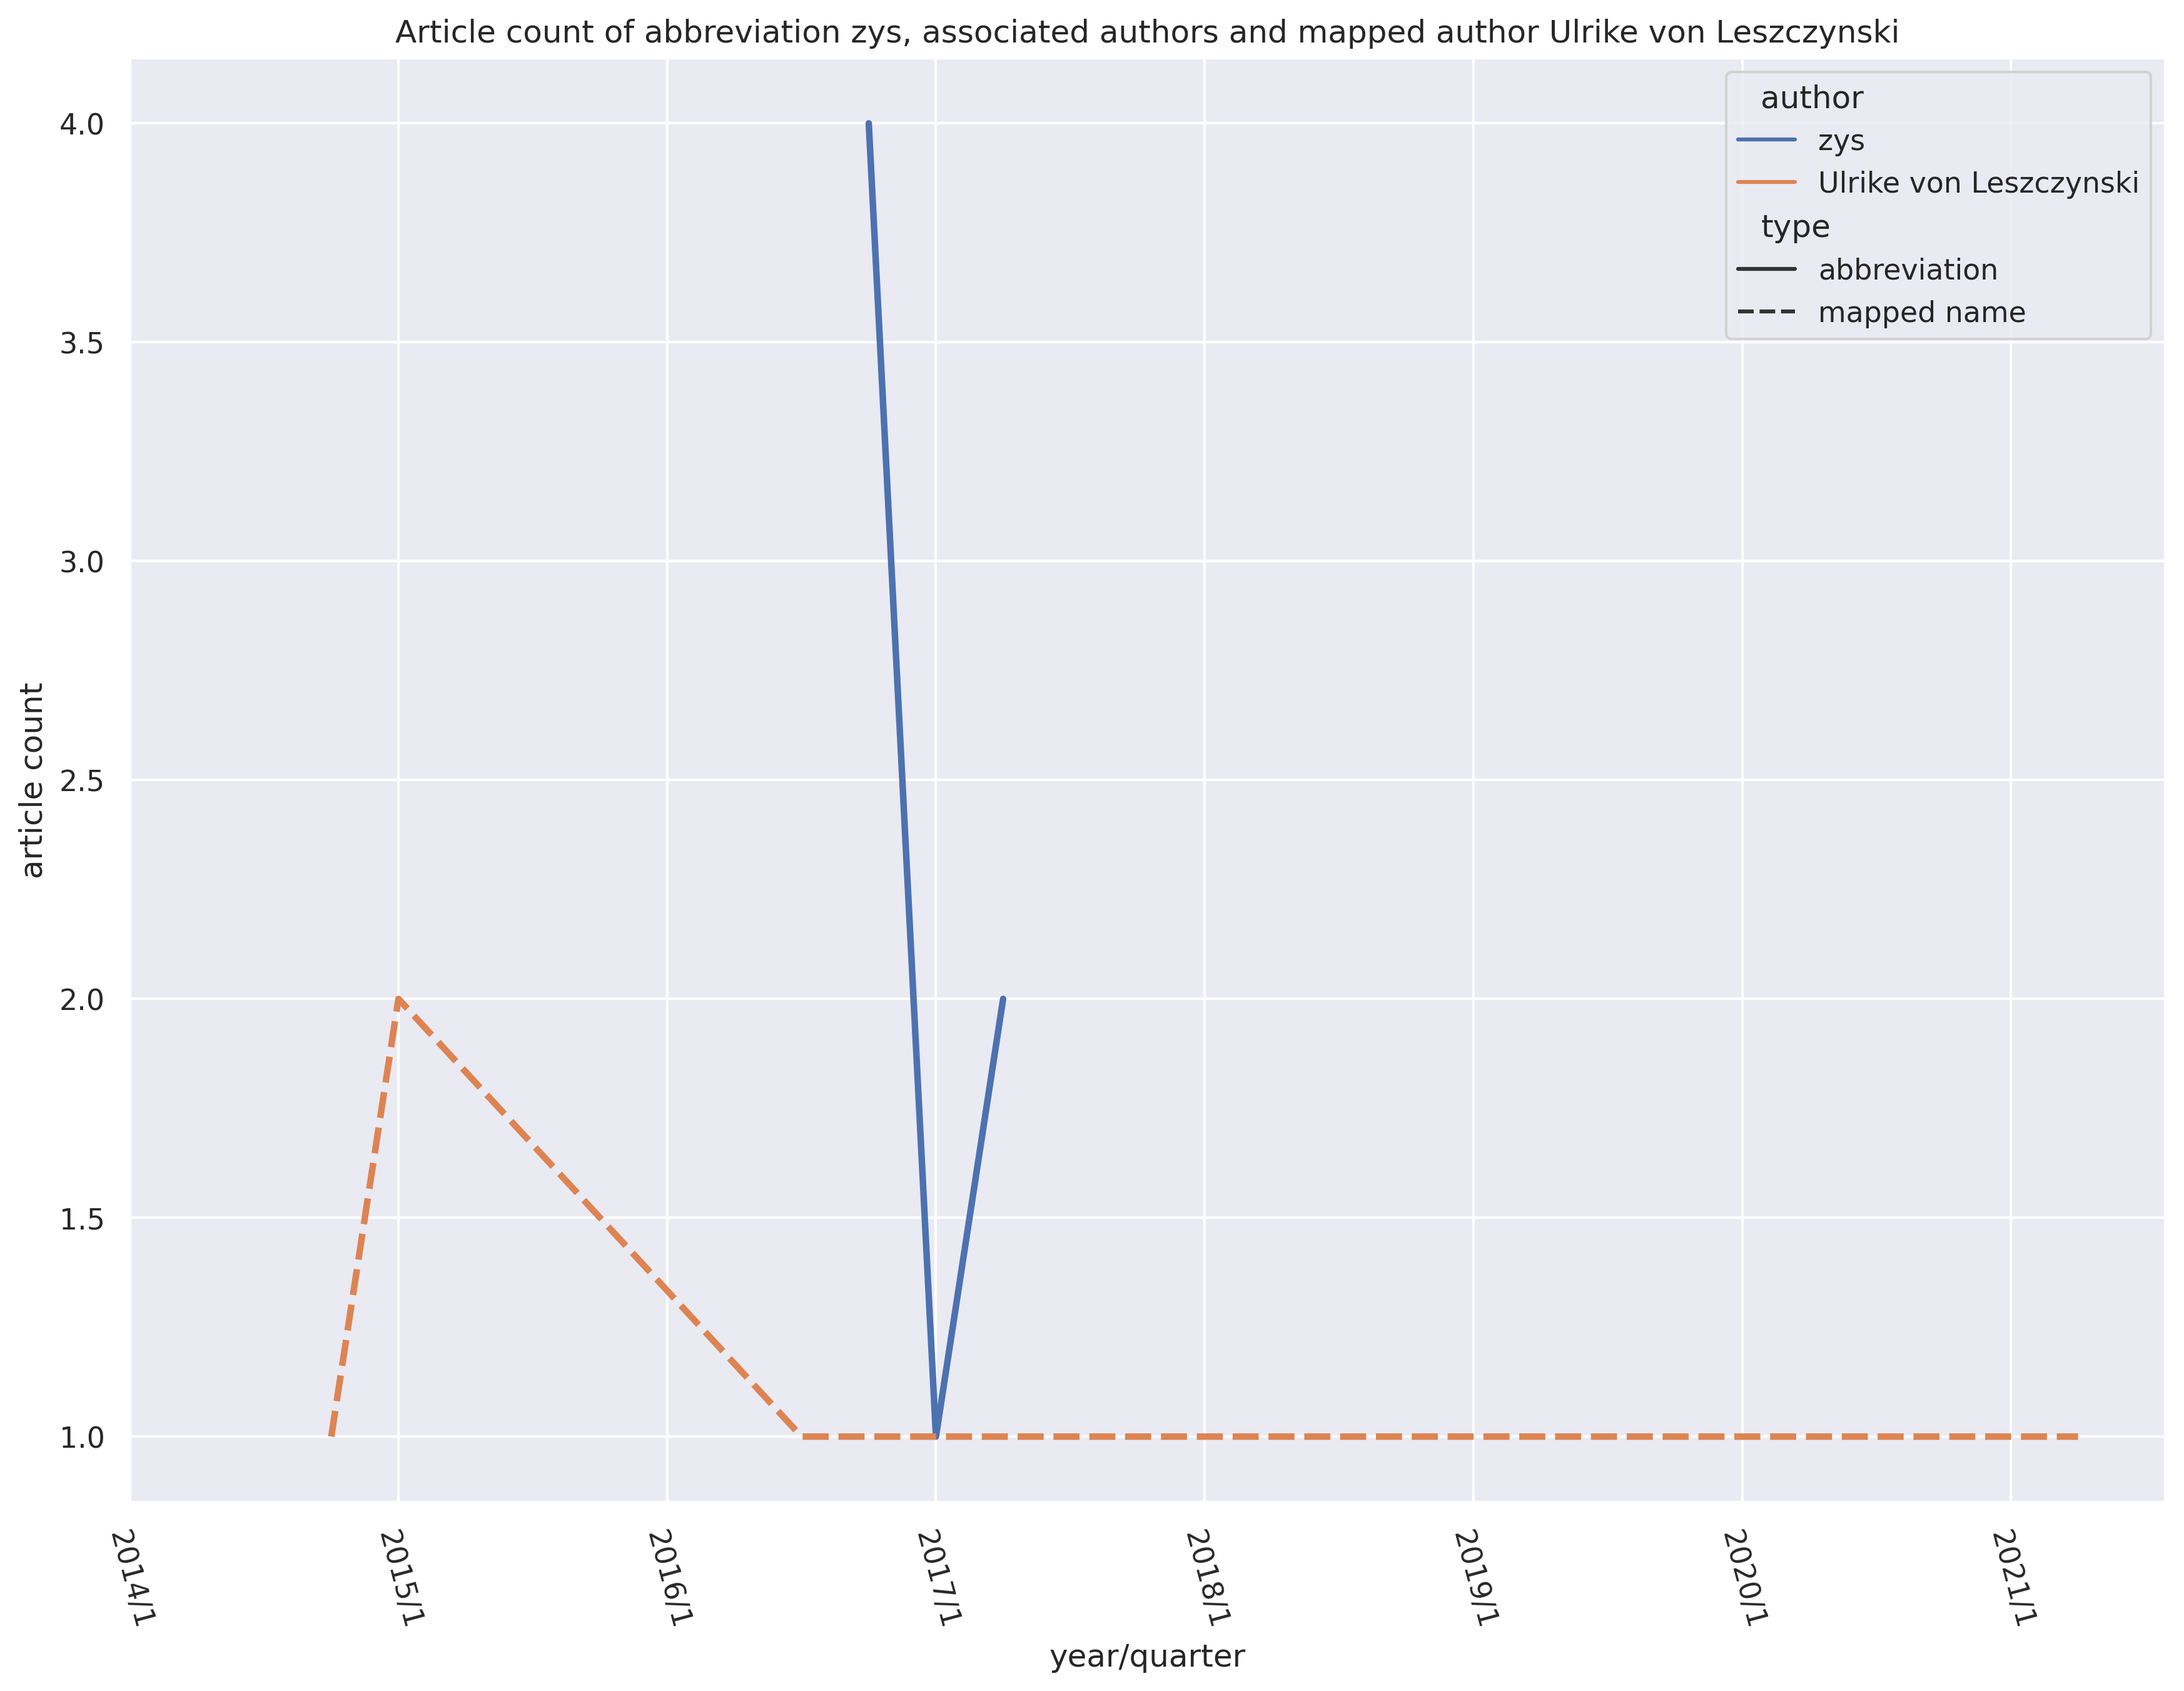 Article count of abbreviation zys, associated authors and mapped author Ulrike von Leszczynski
author
zys
Ulrike von Leszczynski
type
abbreviation
mapped name
article count
4.0
3.5
3.0
2.5
2.0
1.5
1.0
2014/1
2015/1
2016/1
2017/1
2018/1
2019/1
2020/1
2021/1
year/quarter